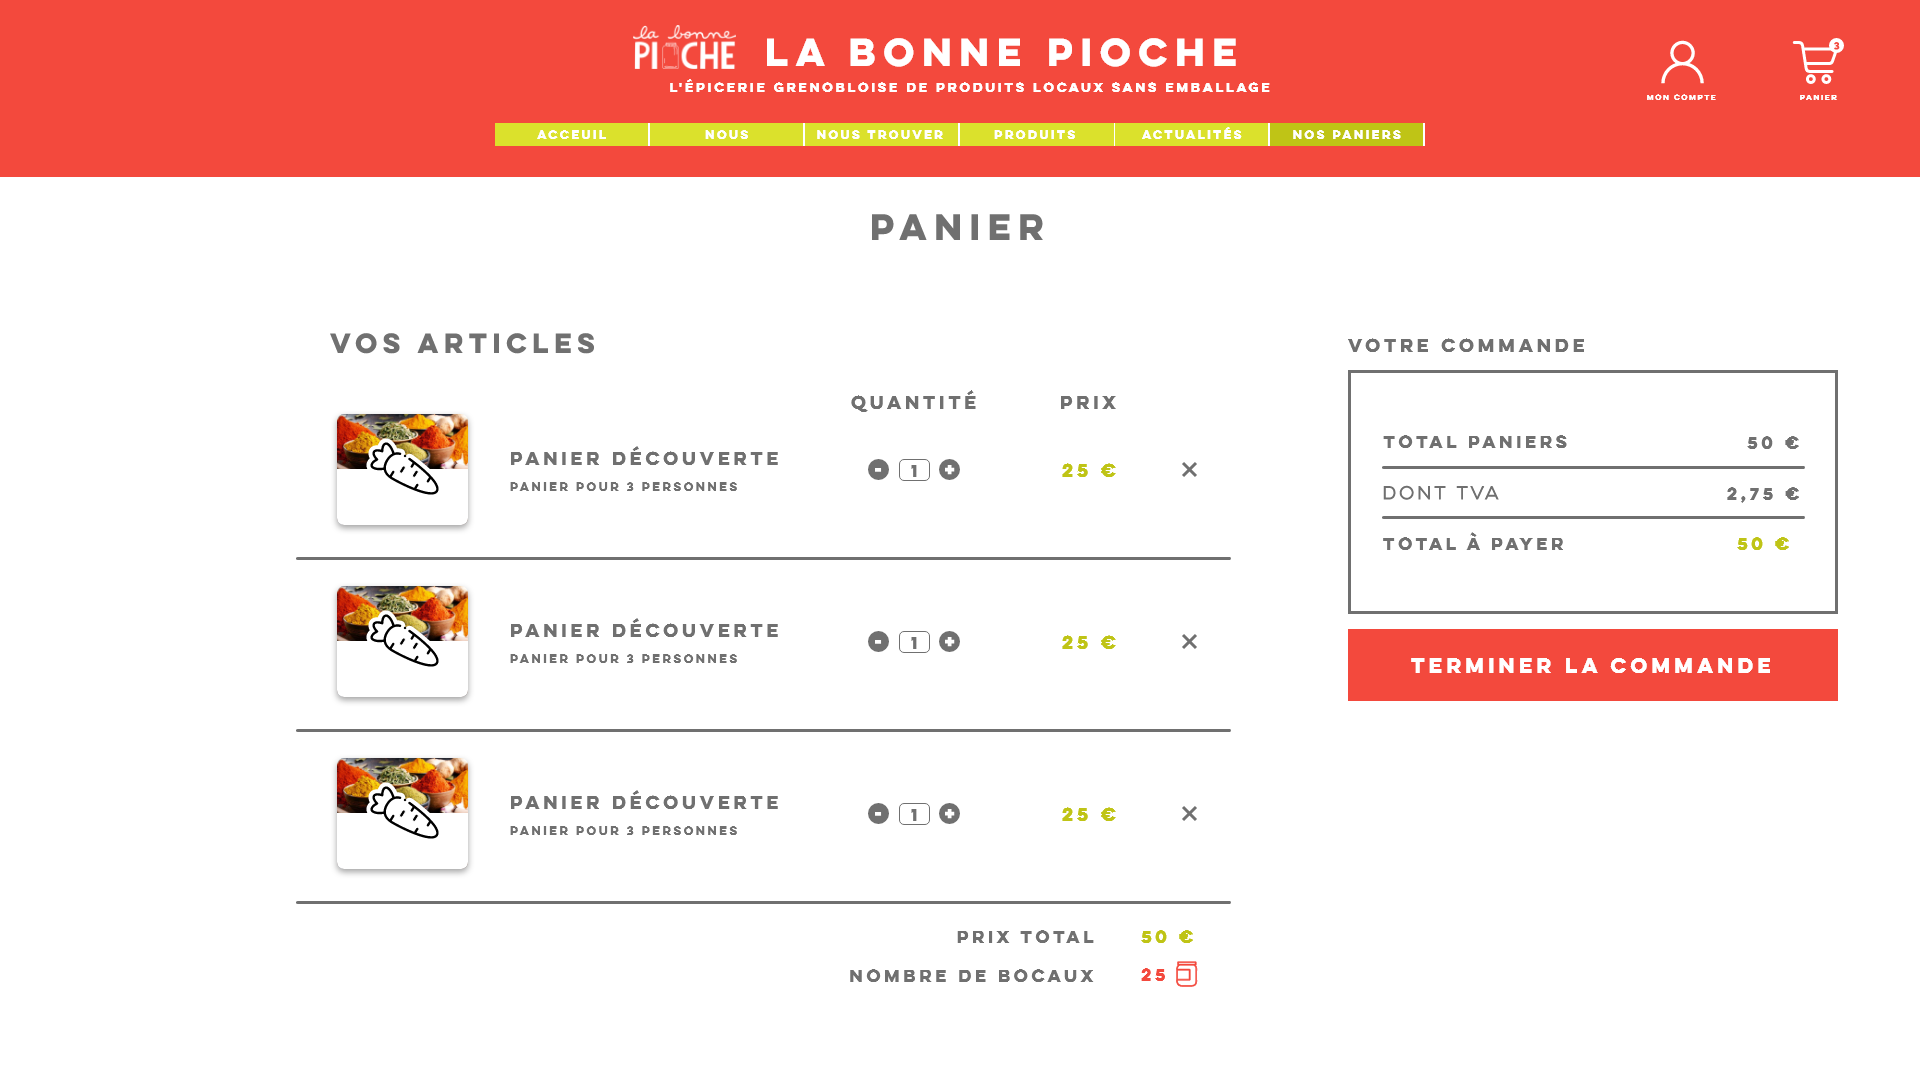 la bonne
PIOCHE
LA BONNE PIOCHE
L'ÉPICERIE GRENOBLOISE DE PRODUITS LOCAUX SANS EMBALLAGE
MON COMPTE
3
PANIER
ACCEUIL
NOUS
NOUS TROUVER
PRODUITS
ACTUALITÉS
NOS PANIERS
PANIER
VOS ARTICLES
QUANTITÉ
PRIX
PANIER DÉCOUVERTE
PANIER POUR 3 PERSONNES
- 1 +
25 €
×
PANIER DÉCOUVERTE
PANIER POUR 3 PERSONNES
- 1 +
25 €
×
PANIER DÉCOUVERTE
PANIER POUR 3 PERSONNES
- 1 +
25 €
×
PRIX TOTAL 50 €
NOMBRE DE BOCAUX 25
VOTRE COMMANDE
TOTAL PANIERS 50 €
DONT TVA 2,75 €
TOTAL À PAYER 50 €
TERMINER LA COMMANDE